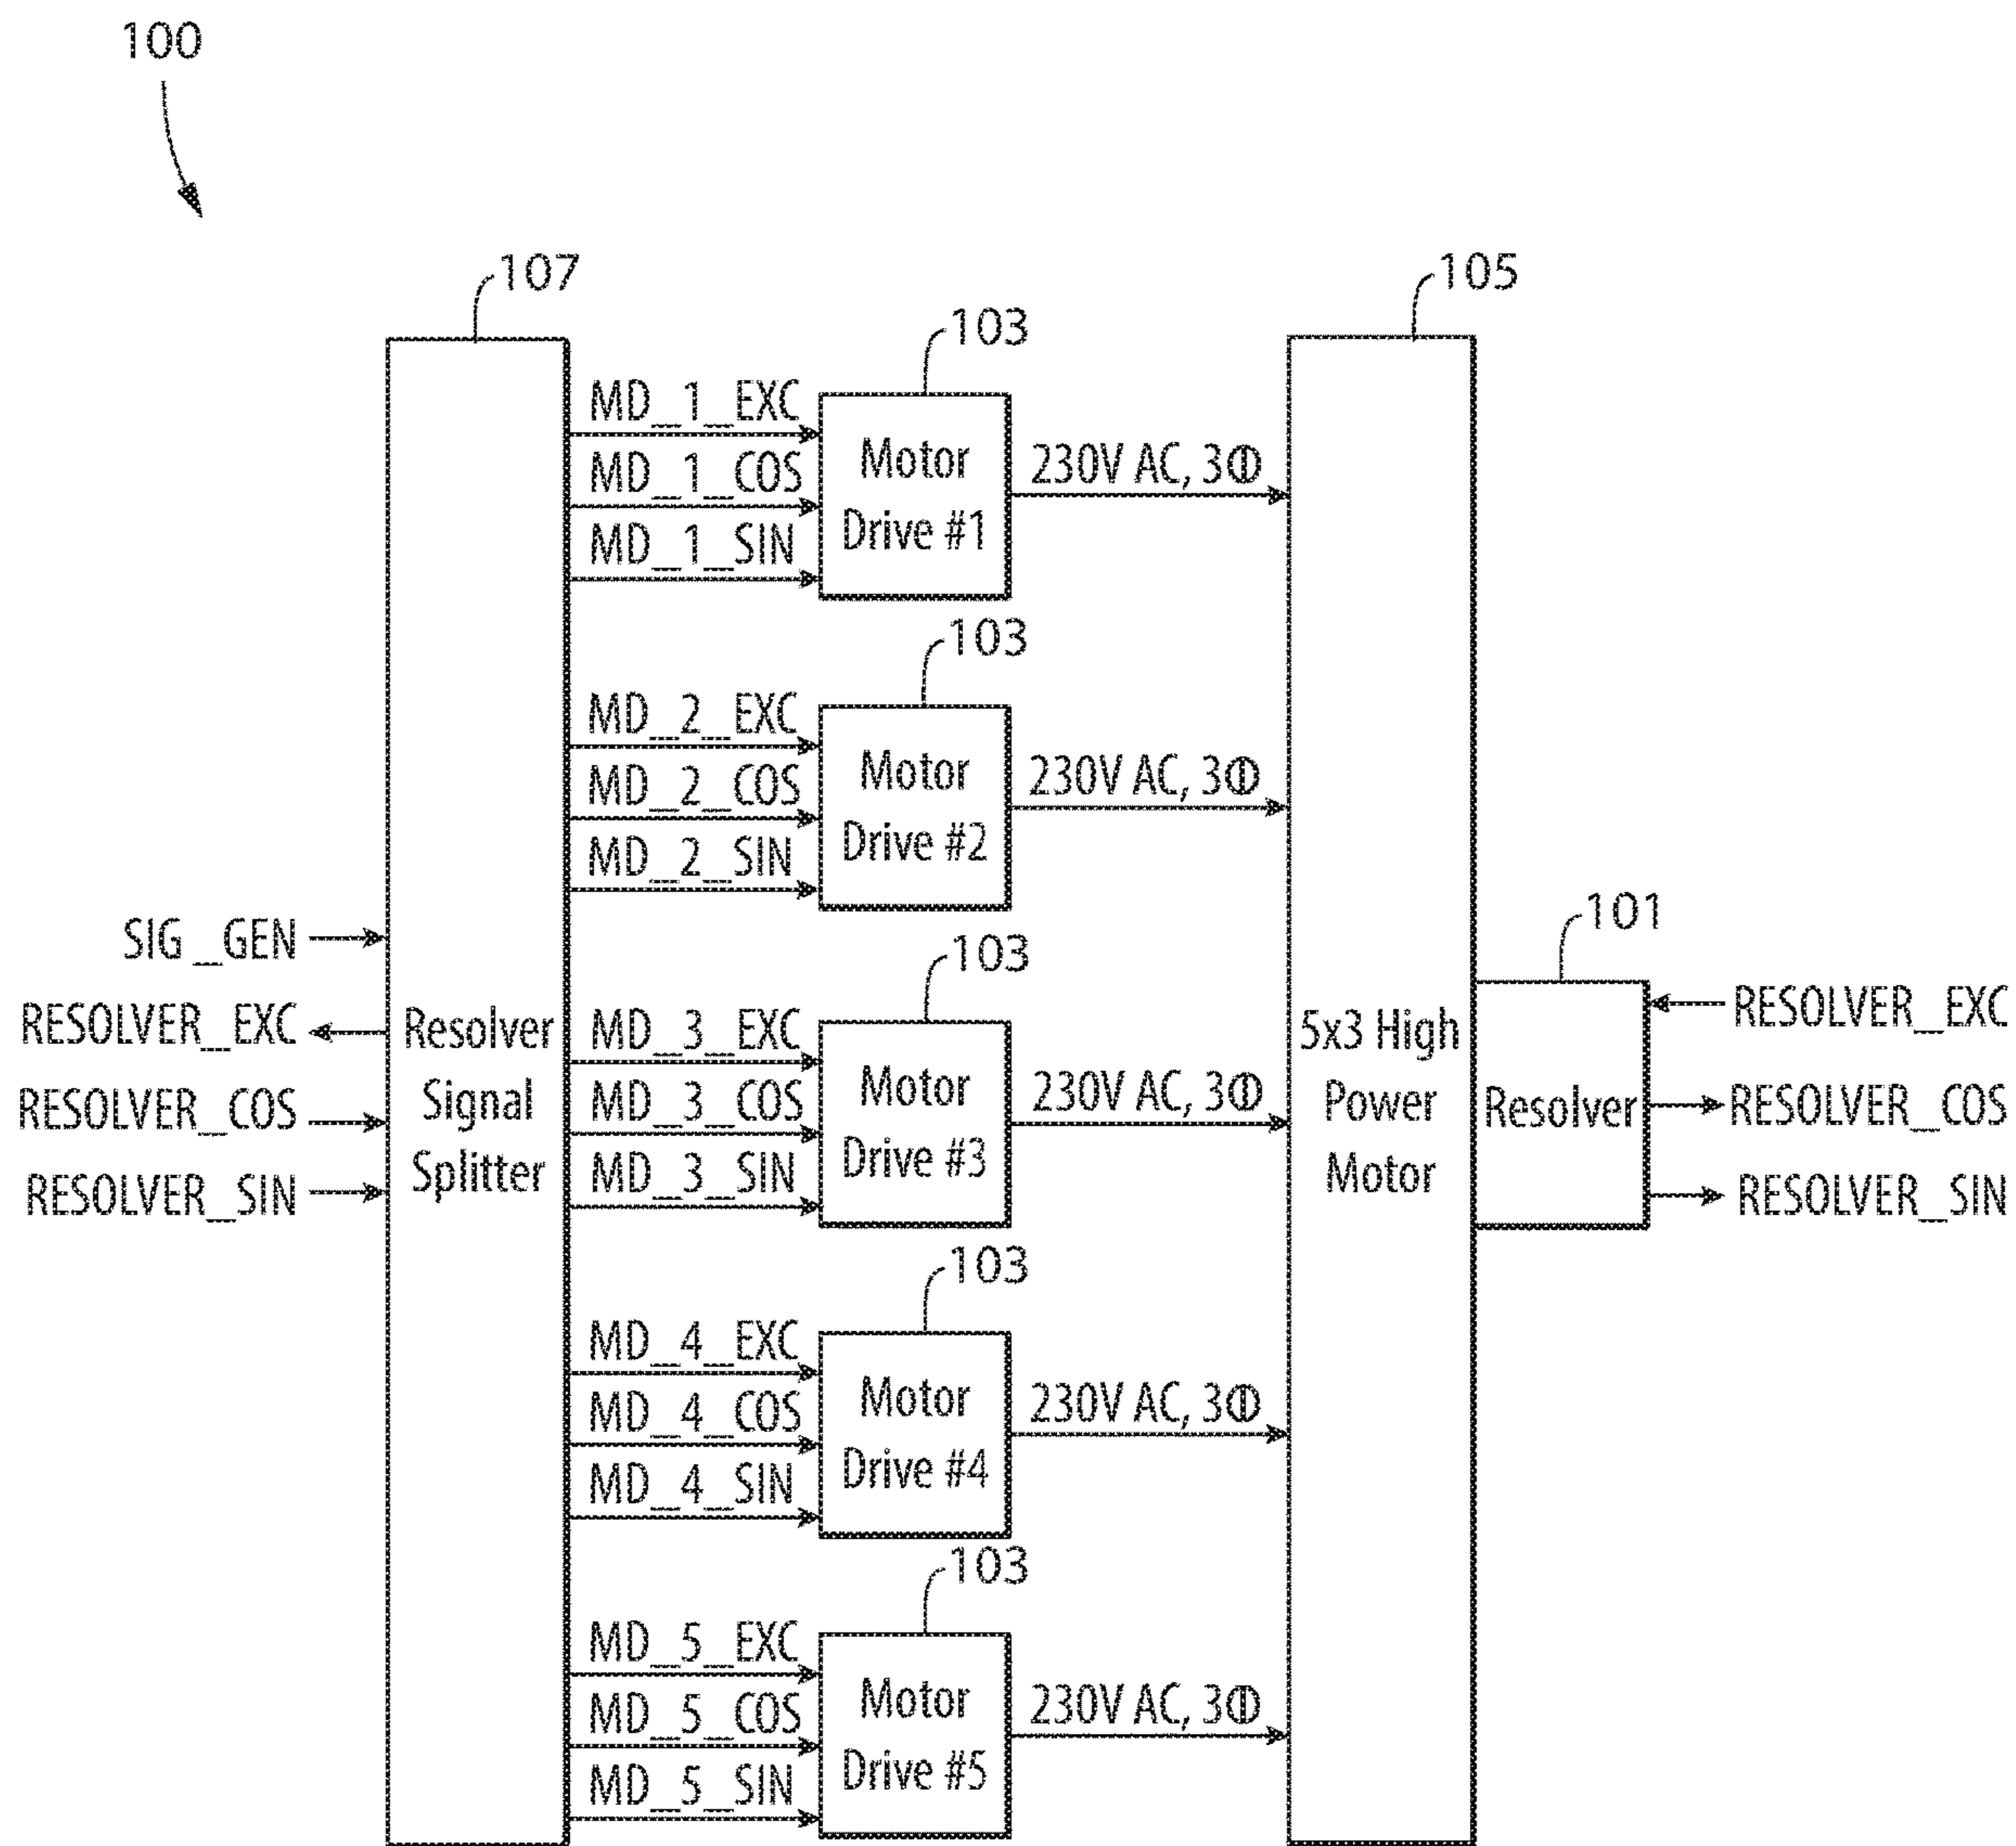 100
107
105
103
MD_1_EXC
MD_1_COS
MD_1_SIN
Motor
Drive #1
230V AC, 3Φ
103
MD_2_EXC
MD_2_COS
MD_2_SIN
Motor
Drive #2
230V AC, 3Φ
103
MD_3_EXC
MD_3_COS
MD_3_SIN
Motor
Drive #3
230V AC, 3Φ
103
MD_4_EXC
MD_4_COS
MD_4_SIN
Motor
Drive #4
230V AC, 3Φ
103
MD_5_EXC
MD_5_COS
MD_5_SIN
Motor
Drive #5
230V AC, 3Φ
SIG_GEN
RESOLVER_EXC
RESOLVER_COS
RESOLVER_SIN
Resolver
Signal
Splitter
5x3 High
Power
Motor
101
Resolver
RESOLVER_EXC
RESOLVER_COS
RESOLVER_SIN